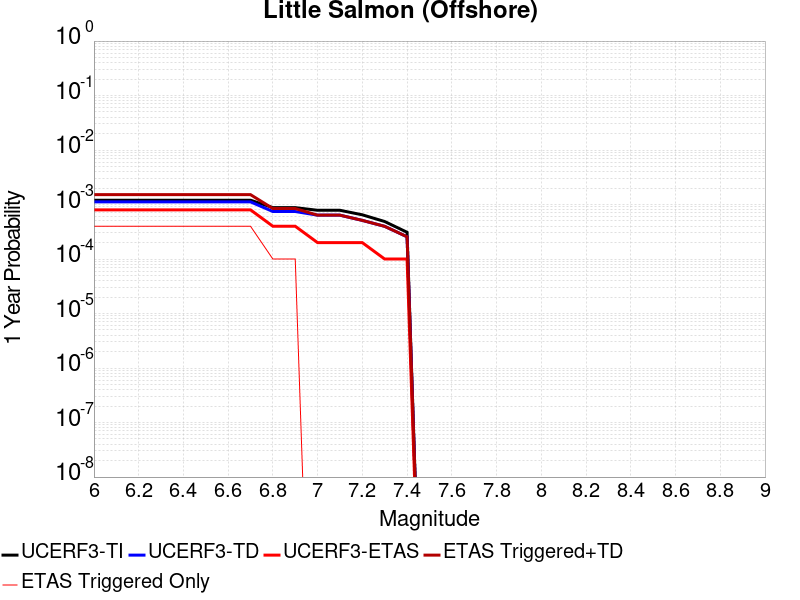 Little Salmon (Offshore)
10^0
10^-1
10^-2
10^-3
10^-4
10^-5
10^-6
10^-7
10^-8
1 Year Probability
6 6.2 6.4 6.6 6.8 7 7.2 7.4 7.6 7.8 8 8.2 8.4 8.6 8.8 9
Magnitude
UCERF3-TI UCERF3-TD UCERF3-ETAS ETAS Triggered+TD
ETAS Triggered Only